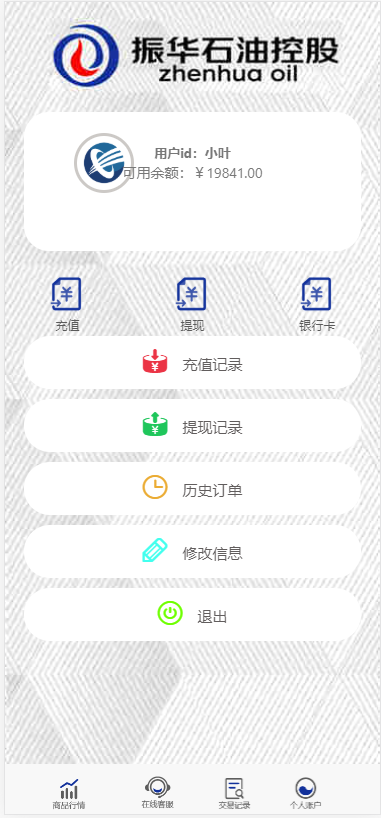 振华石油控股
zhenhua oil
用户id：小叶
可用余额：￥19841.00
充值 提现 银行卡
充值记录
提现记录
历史订单
修改信息
退出
商品行情 在线客服 交易记录 个人账户